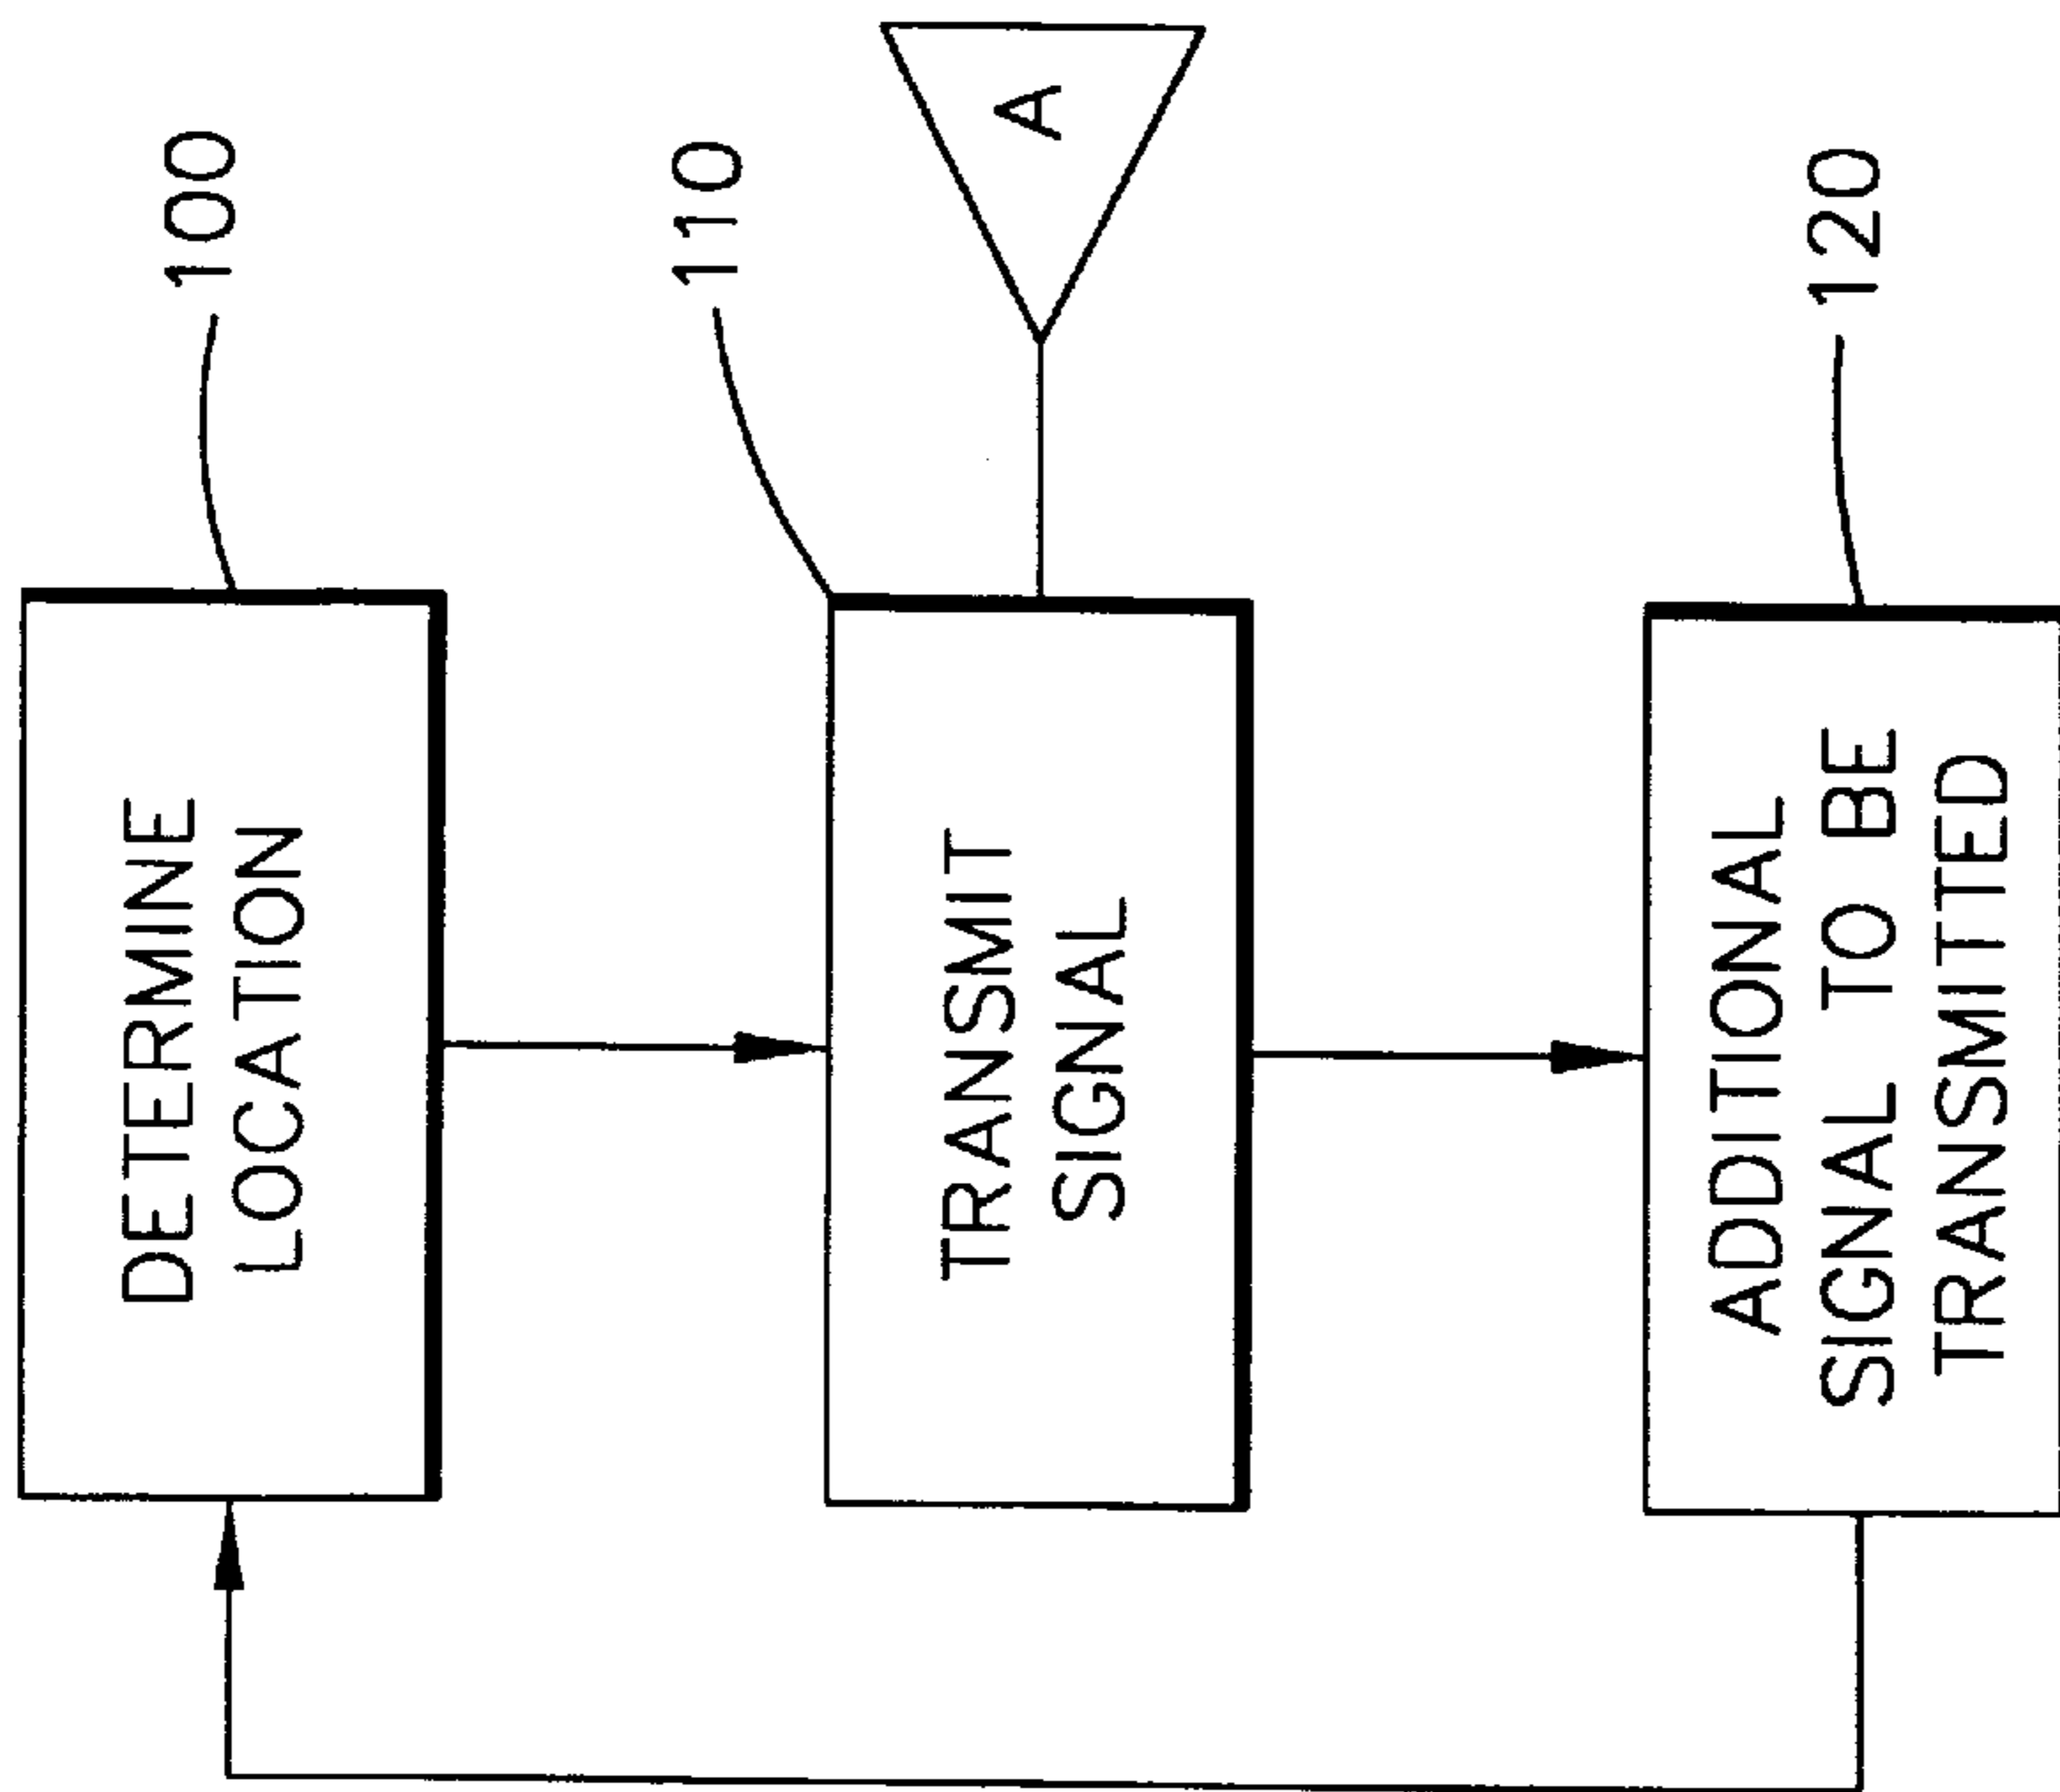 100
DETERMINE
LOCATION
110
TRANSMIT
SIGNAL
A
120
ADDITIONAL
SIGNAL TO BE
TRANSMITTED